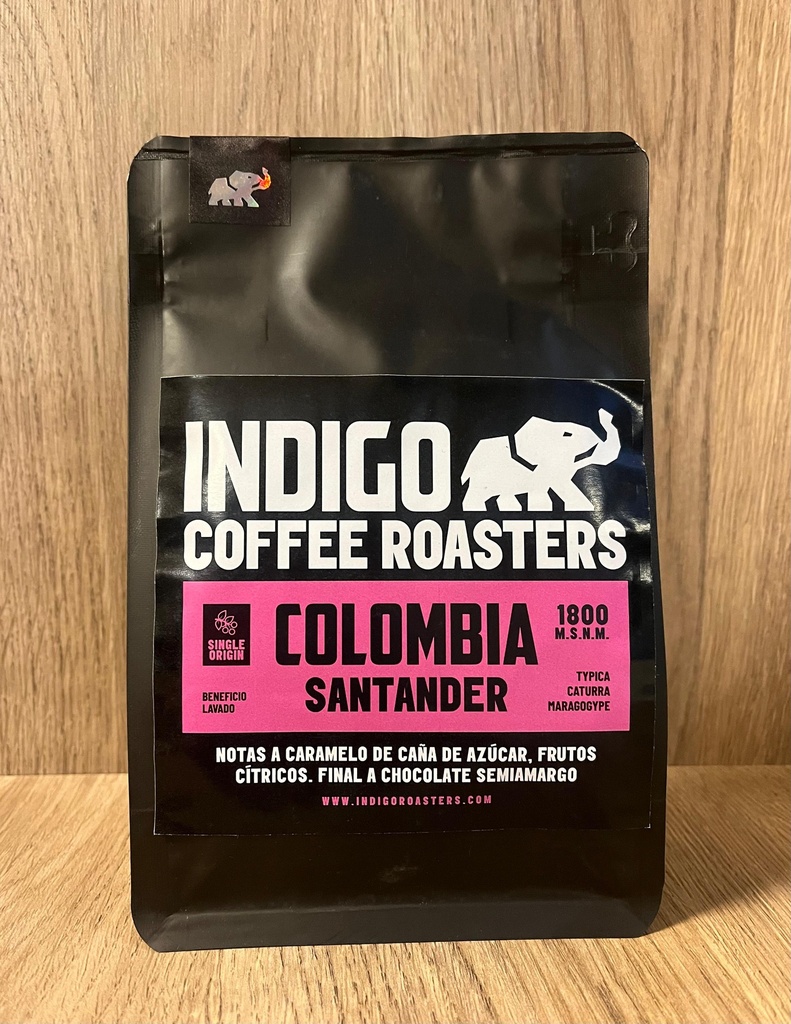 INDIGO
COFFEE ROASTERS
SINGLE
ORIGIN
COLOMBIA
1800
M.S.N.M.
BENEFICIO
LAVADO
SANTANDER
TYPICA
CATURRA
MARAGOGYPE
NOTAS A CARAMELO DE CAÑA DE AZÚCAR, FRUTOS
CÍTRICOS. FINAL A CHOCOLATE SEMIAMARGO
WWW.INDIGOROASTERS.COM